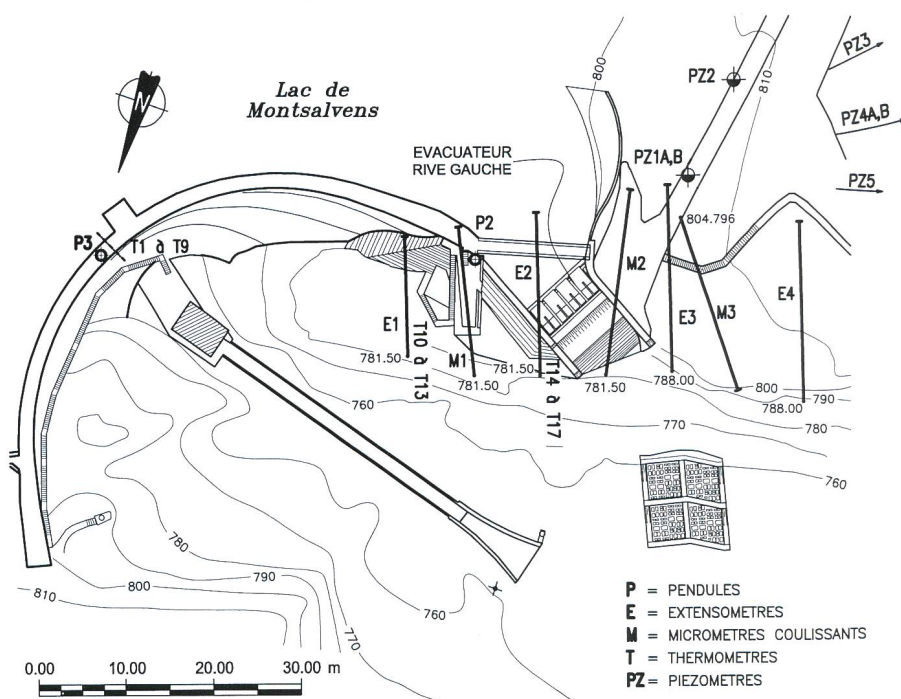 800
810
PZ3
PZ2
PZ4A,B
Lac de
Montsalvens
N
EVACUATEUR
RIVE GAUCHE
PZ1A,B
PZ5
804.796
P2
P3
T1 à T9
E2
M2
E1
T10 à T13
M1
E3
M3
E4
781.50
781.50
781.50
T14 à T17
781.50
788.00
800
790
788.00
780
770
760
760
780
790
800
810
770
760
760
P = PENDULES
E = EXTENSOMETRES
M = MICROMETRES COULISSANTS
T = THERMOMETRES
PZ = PIEZOMETRES
0.00 10.00 20.00 30.00 m